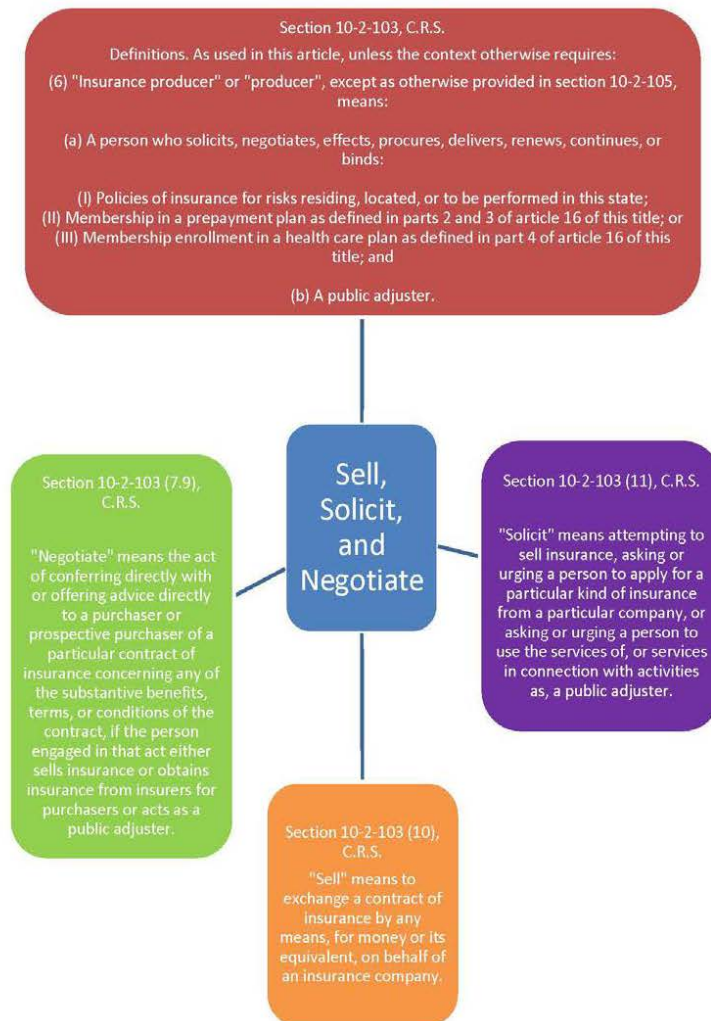 Section 10-2-103, C.R.S.
Definitions. As used in this article, unless the context otherwise requires:
(6) "Insurance producer" or "producer", except as otherwise provided in section 10-2-105,
means:
(a) A person who solicits, negotiates, effects, procures, delivers, renews, continues, or
binds:
(I) Policies of insurance for risks residing, located, or to be performed in this state;
(II) Membership in a prepayment plan as defined in parts 2 and 3 of article 16 of this title; or
(III) Membership enrollment in a health care plan as defined in part 4 of article 16 of this
title; and
(b) A public adjuster.
Section 10-2-103 (7.9),
C.R.S.
"Negotiate" means the act
of conferring directly with
or offering advice directly
to a purchaser or
prospective purchaser of a
particular contract of
insurance concerning any of
the substantive benefits,
terms, or conditions of the
contract, if the person
engaged in that act either
sells insurance or obtains
insurance from insurers for
purchasers or acts as a
public adjuster.
Sell,
Solicit,
and
Negotiate
Section 10-2-103 (11), C.R.S.
"Solicit" means attempting to
sell insurance, asking or
urging a person to apply for a
particular kind of insurance
from a particular company, or
asking or urging a person to
use the services of, or services
in connection with activities
as, a public adjuster.
Section 10-2-103 (10),
C.R.S.
"Sell" means to
exchange a contract of
insurance by any
means, for money or its
equivalent, on behalf of
an insurance company.